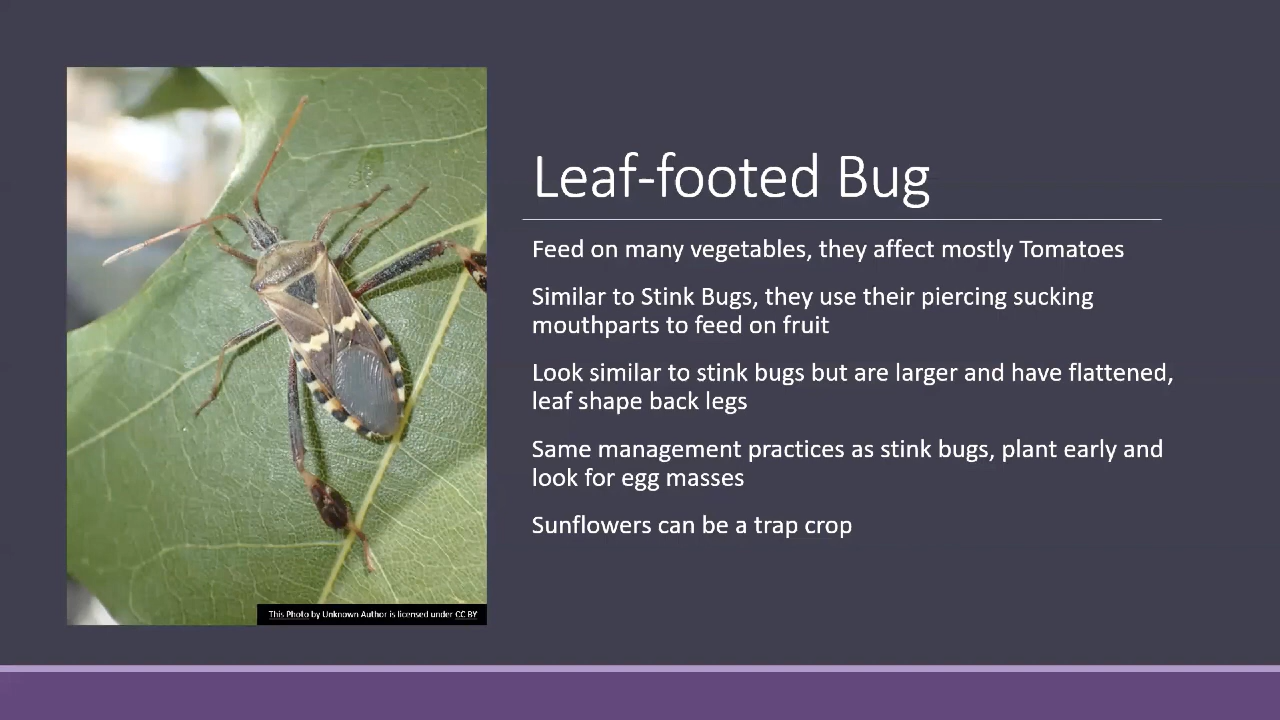 Leaf-footed Bug
Feed on many vegetables, they affect mostly Tomatoes
Similar to Stink Bugs, they use their piercing sucking
mouthparts to feed on fruit
Look similar to stink bugs but are larger and have flattened,
leaf shape back legs
Same management practices as stink bugs, plant early and
look for egg masses
Sunflowers can be a trap crop
This Photo by Unknown Author is licensed under CC BY